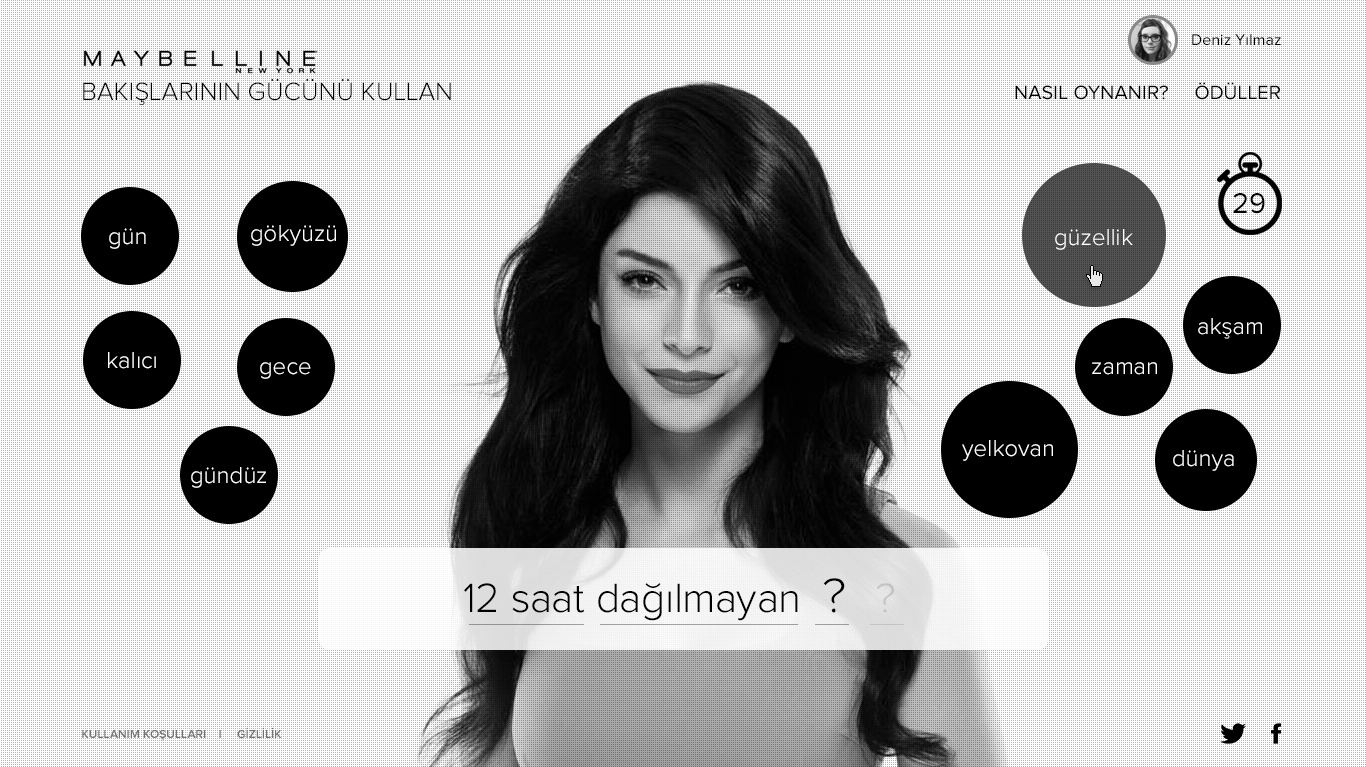 MAYBELLINE
NEW YORK
BAKIŞLARININ GÜCÜNÜ KULLAN
Deniz Yılmaz
NASIL OYNANIR? ÖDÜLLER
gün
gökyüzü
kalıcı
gece
gündüz
güzellik
29
akşam
zaman
yelkovan
dünya
12 saat dağılmayan ? ?
KULLANIM KOŞULLARI | GİZLİLİK